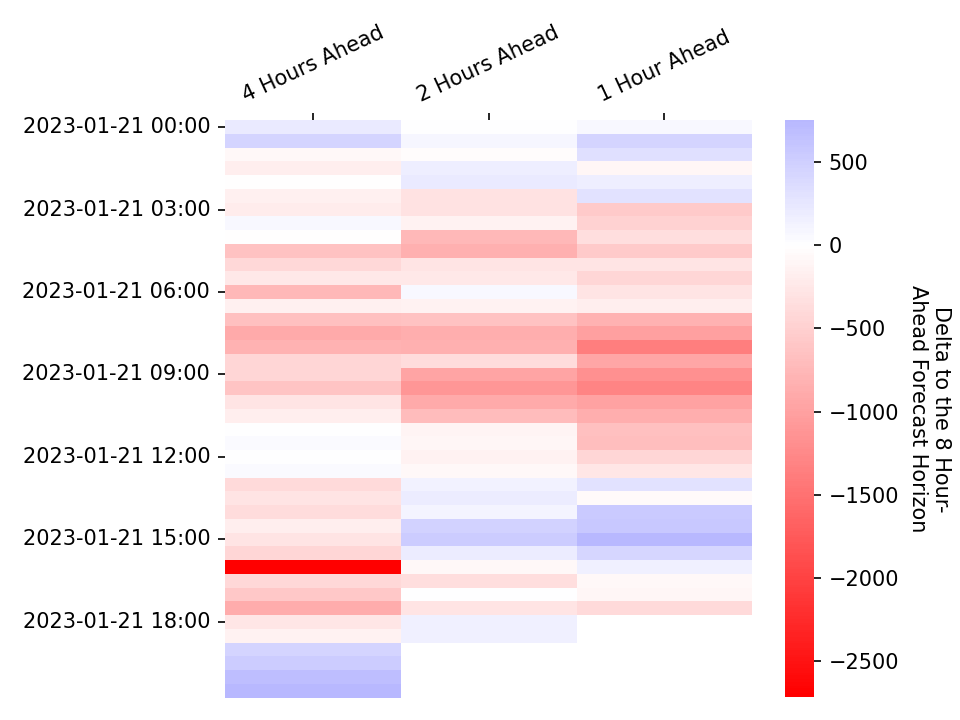 4 Hours Ahead
2 Hours Ahead
1 Hour Ahead
2023-01-21 00:00
2023-01-21 03:00
2023-01-21 06:00
2023-01-21 09:00
2023-01-21 12:00
2023-01-21 15:00
2023-01-21 18:00
500
0
−500
−1000
−1500
−2000
−2500
Delta to the 8 Hour-
Ahead Forecast Horizon